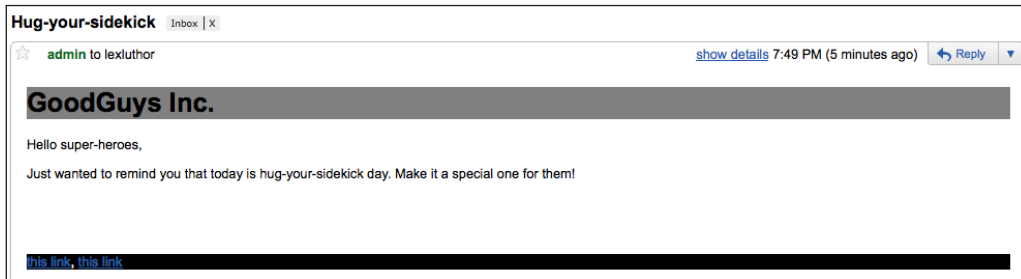 Hug-your-sidekick Inbox | X
admin to lexluthor show details 7:49 PM (5 minutes ago) Reply
GoodGuys Inc.
Hello super-heroes,
Just wanted to remind you that today is hug-your-sidekick day. Make it a special one for them!
this link, this link